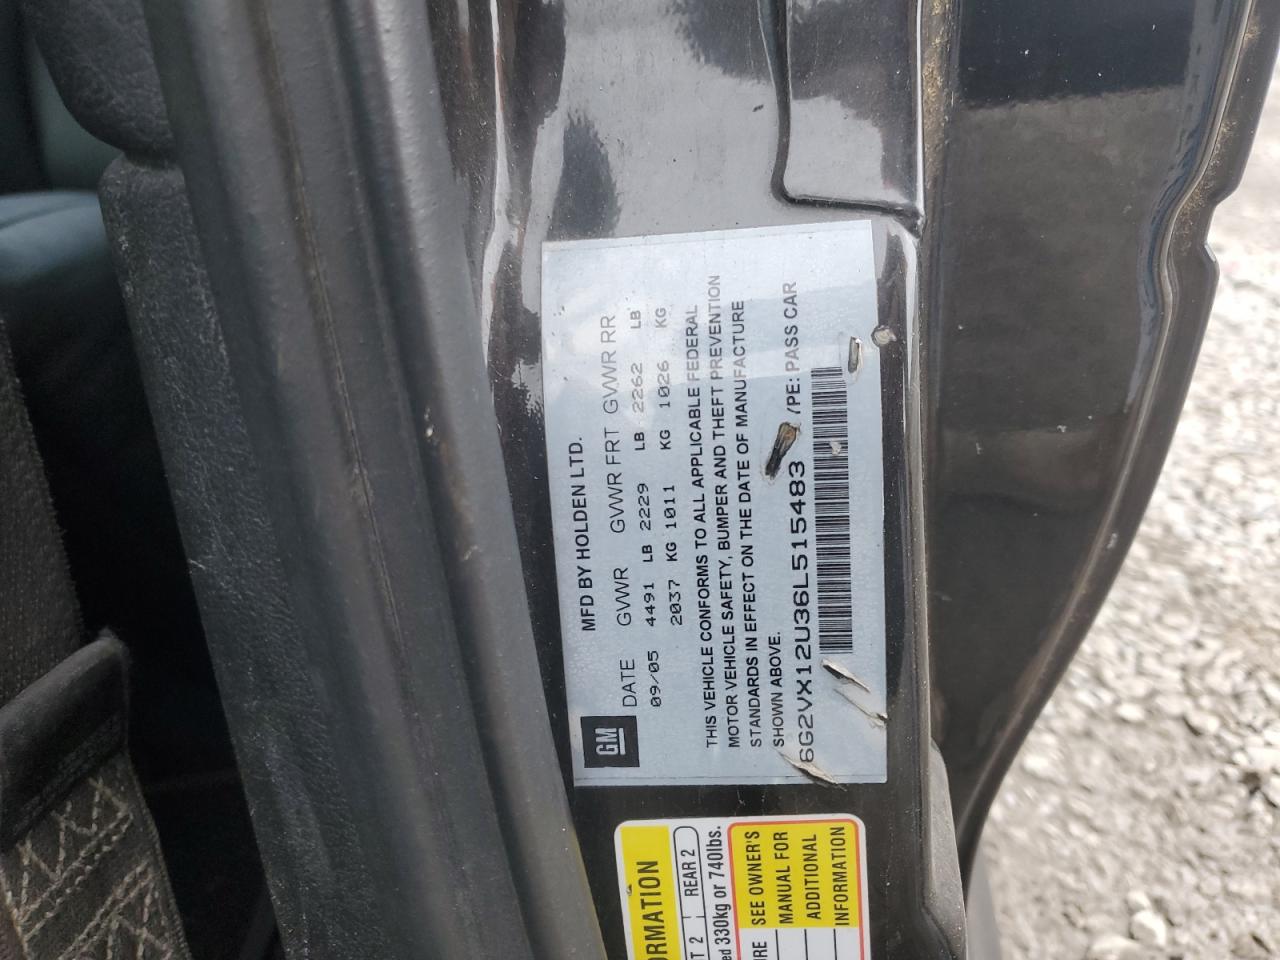 MFD BY HOLDEN LTD.
GM
DATE GVWR GVWR FRT GVWR RR
09/05 4491 LB 2229 LB 2262 LB
2037 KG 1011 KG 1026 KG
THIS VEHICLE CONFORMS TO ALL APPLICABLE FEDERAL
MOTOR VEHICLE SAFETY, BUMPER AND THEFT PREVENTION
STANDARDS IN EFFECT ON THE DATE OF MANUFACTURE
SHOWN ABOVE.
6G2VX12U36L515483 /PE: PASS CAR
ORMATION
T 2 REAR 2
ed 330kg or 740lbs.
IRE SEE OWNER'S
MANUAL FOR
ADDITIONAL
INFORMATION